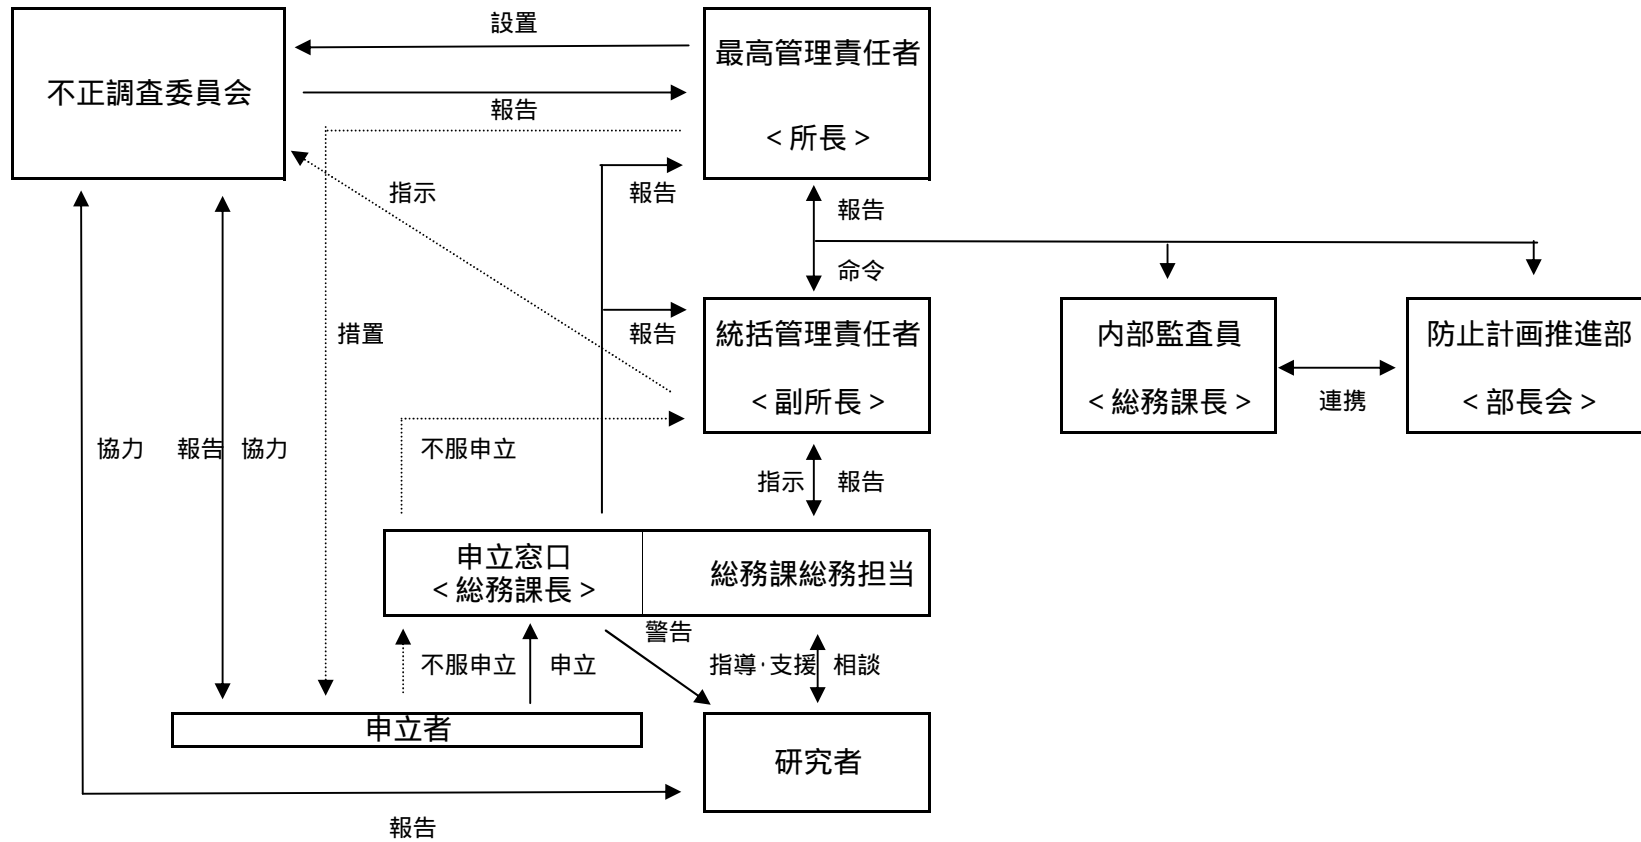 設置
最高管理責任者
不正調査委員会
報告
＜所長＞
指示
報告
報告
命令
措置
報告
統括管理責任者
内部監査員
防止計画推進部
＜副所長＞
＜総務課長＞
連携
＜部長会＞
協力
報告
協力
不服申立
指示
報告
申立窓口
＜総務課長＞
総務課総務担当
警告
不服申立
申立
指導・支援
相談
申立者
研究者
報告